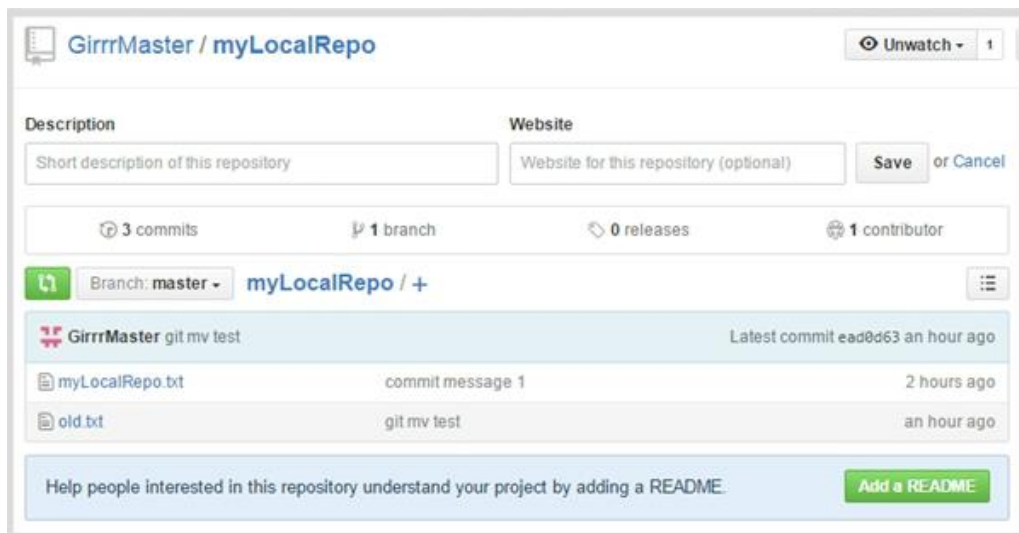 GirrrMaster / myLocalRepo
Unwatch 1
Description Website
Short description of this repository Website for this repository (optional) Save or Cancel
3 commits 1 branch 0 releases 1 contributor
Branch: master myLocalRepo / +
GirrrMaster git mv test Latest commit ead0d63 an hour ago
myLocalRepo.txt commit message 1 2 hours ago
old.txt git mv test an hour ago
Help people interested in this repository understand your project by adding a README. Add a README